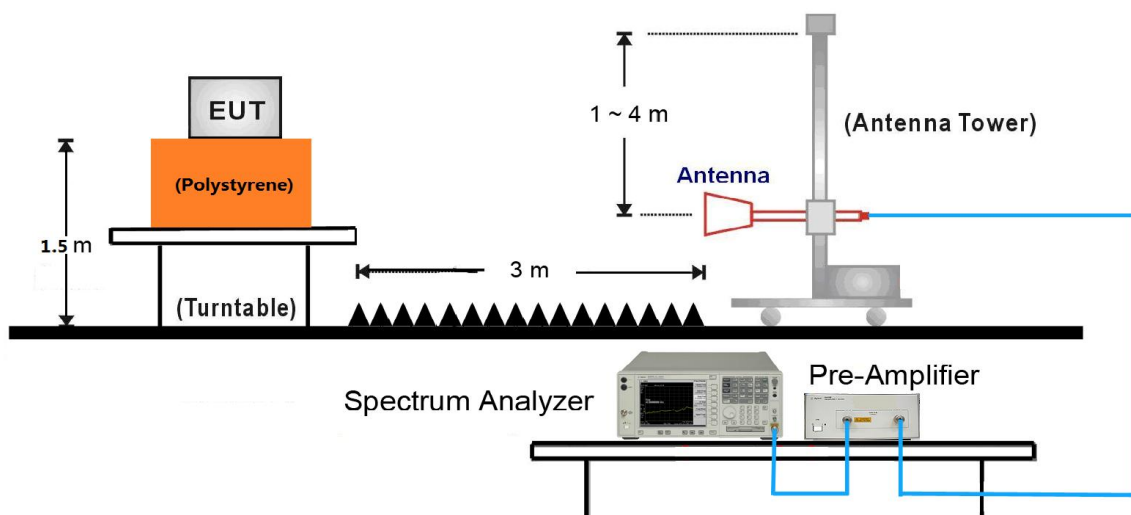 EUT
(Polystyrene)
1.5 m
(Turntable)
3 m
1 ~ 4 m
Antenna
(Antenna Tower)
Spectrum Analyzer
Pre-Amplifier